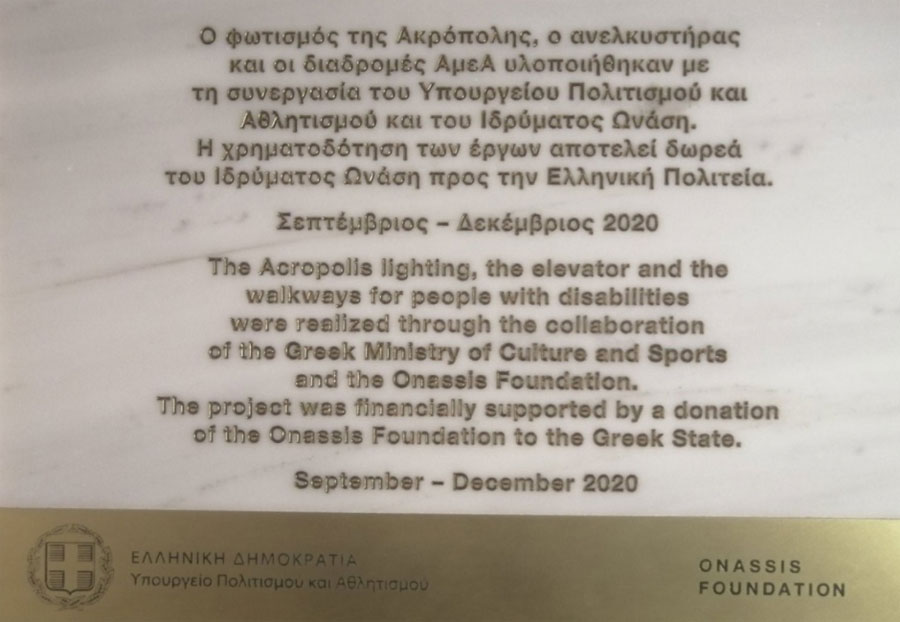 Ο φωτισμός της Ακρόπολης, ο ανελκυστήρας
και οι διαδρομές ΑμεΑ υλοποιήθηκαν με
τη συνεργασία του Υπουργείου Πολιτισμού και
Αθλητισμού και του Ιδρύματος Ωνάση.
Η χρηματοδότηση των έργων αποτελεί δωρεά
του Ιδρύματος Ωνάση προς την Ελληνική Πολιτεία.
Σεπτέμβριος – Δεκέμβριος 2020
The Acropolis lighting, the elevator and the
walkways for people with disabilities
were realized through the collaboration
of the Greek Ministry of Culture and Sports
and the Onassis Foundation.
The project was financially supported by a donation
of the Onassis Foundation to the Greek State.
September – December 2020
ΕΛΛΗΝΙΚΗ ΔΗΜΟΚΡΑΤΙΑ
Υπουργείο Πολιτισμού και Αθλητισμού
ONASSIS
FOUNDATION